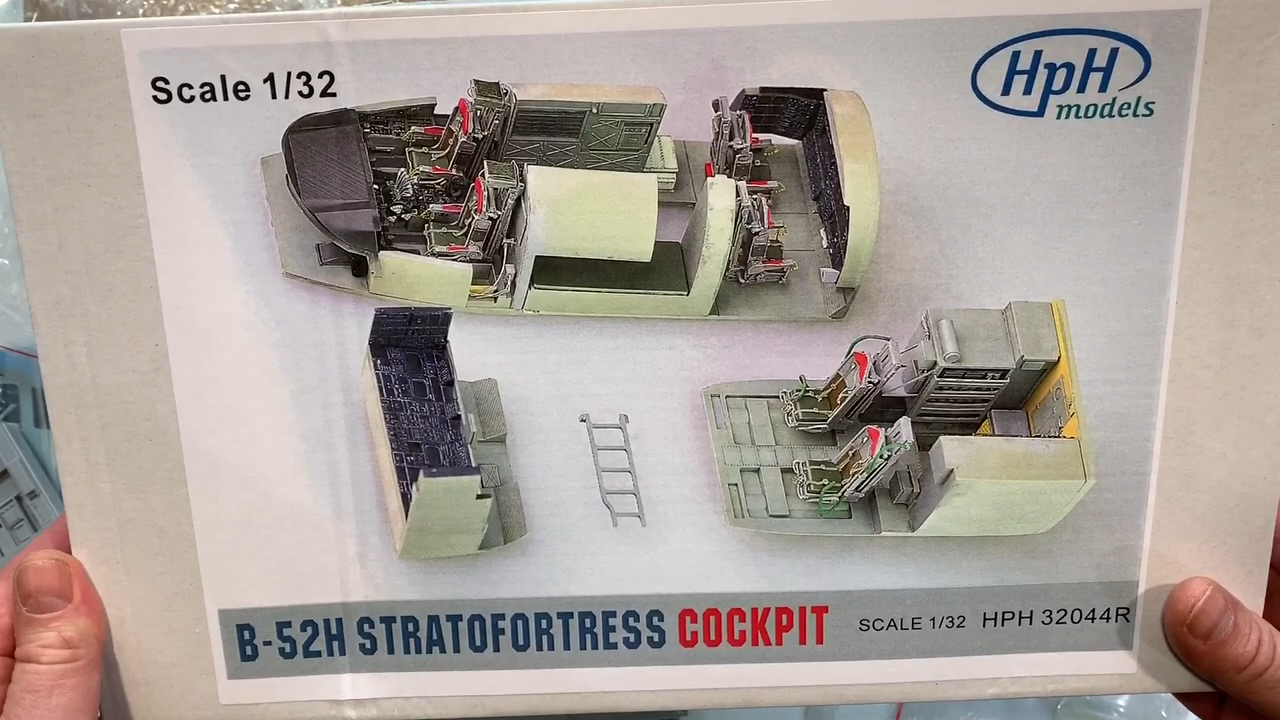 Scale 1/32
HpH
models
B-52H STRATOFORTRESS COCKPIT SCALE 1/32 HPH 32044R